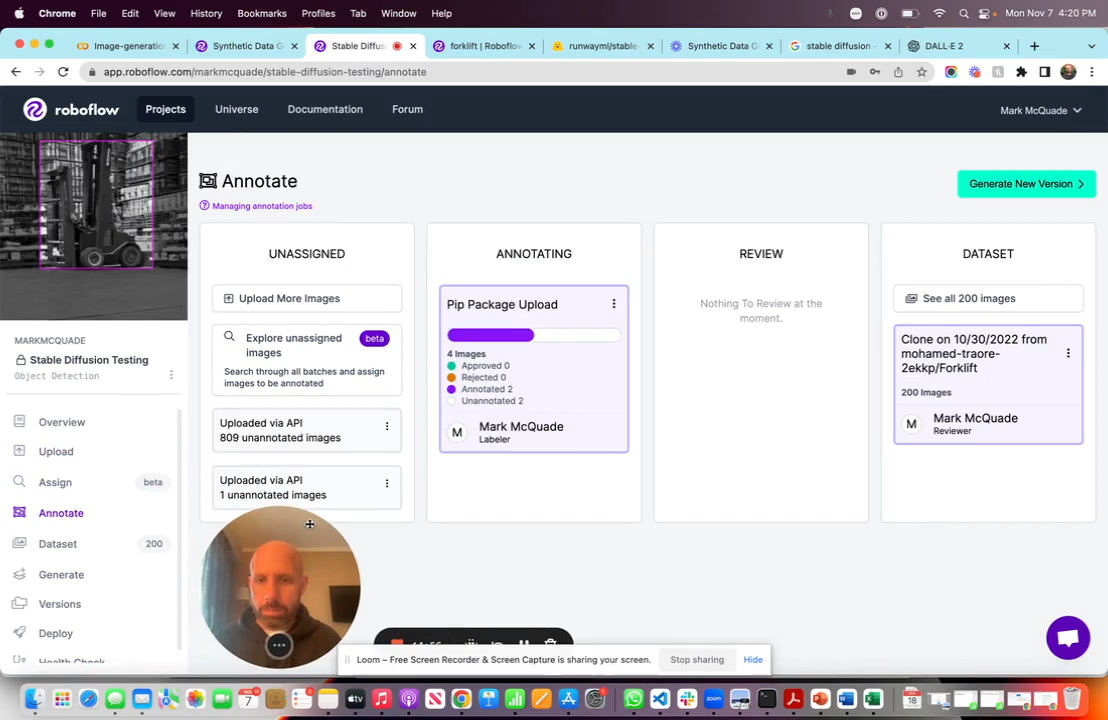 Chrome File Edit View History Bookmarks Profiles Tab Window Help Mon Nov 7 4:20 PM
Image-generation Synthetic Data G Stable Diffus forklift | Roboflow runwayml/stable- Synthetic Data G stable diffusion - DALL·E 2
app.roboflow.com/markmcquade/stable-diffusion-testing/annotate
roboflow Projects Universe Documentation Forum Mark McQuade
Annotate
Managing annotation jobs
Generate New Version
UNASSIGNED
Upload More Images
Explore unassigned
images
beta
Search through all batches and assign
images to be annotated
Uploaded via API
809 unannotated images
Uploaded via API
1 unannotated images
ANNOTATING
Pip Package Upload
4 Images
Approved 0
Rejected 0
Annotated 2
Unannotated 2
M
Mark McQuade
Labeler
REVIEW
Nothing To Review at the
moment.
DATASET
See all 200 images
Clone on 10/30/2022 from
mohamed-traore-
2ekkp/Forklift
200 Images
M
Mark McQuade
Reviewer
MARKMCQUADE
Stable Diffusion Testing
Object Detection
Overview
Upload
Assign beta
Annotate
Dataset 200
Generate
Versions
Deploy
Health Check
Loom – Free Screen Recorder & Screen Capture is sharing your screen. Stop sharing Hide